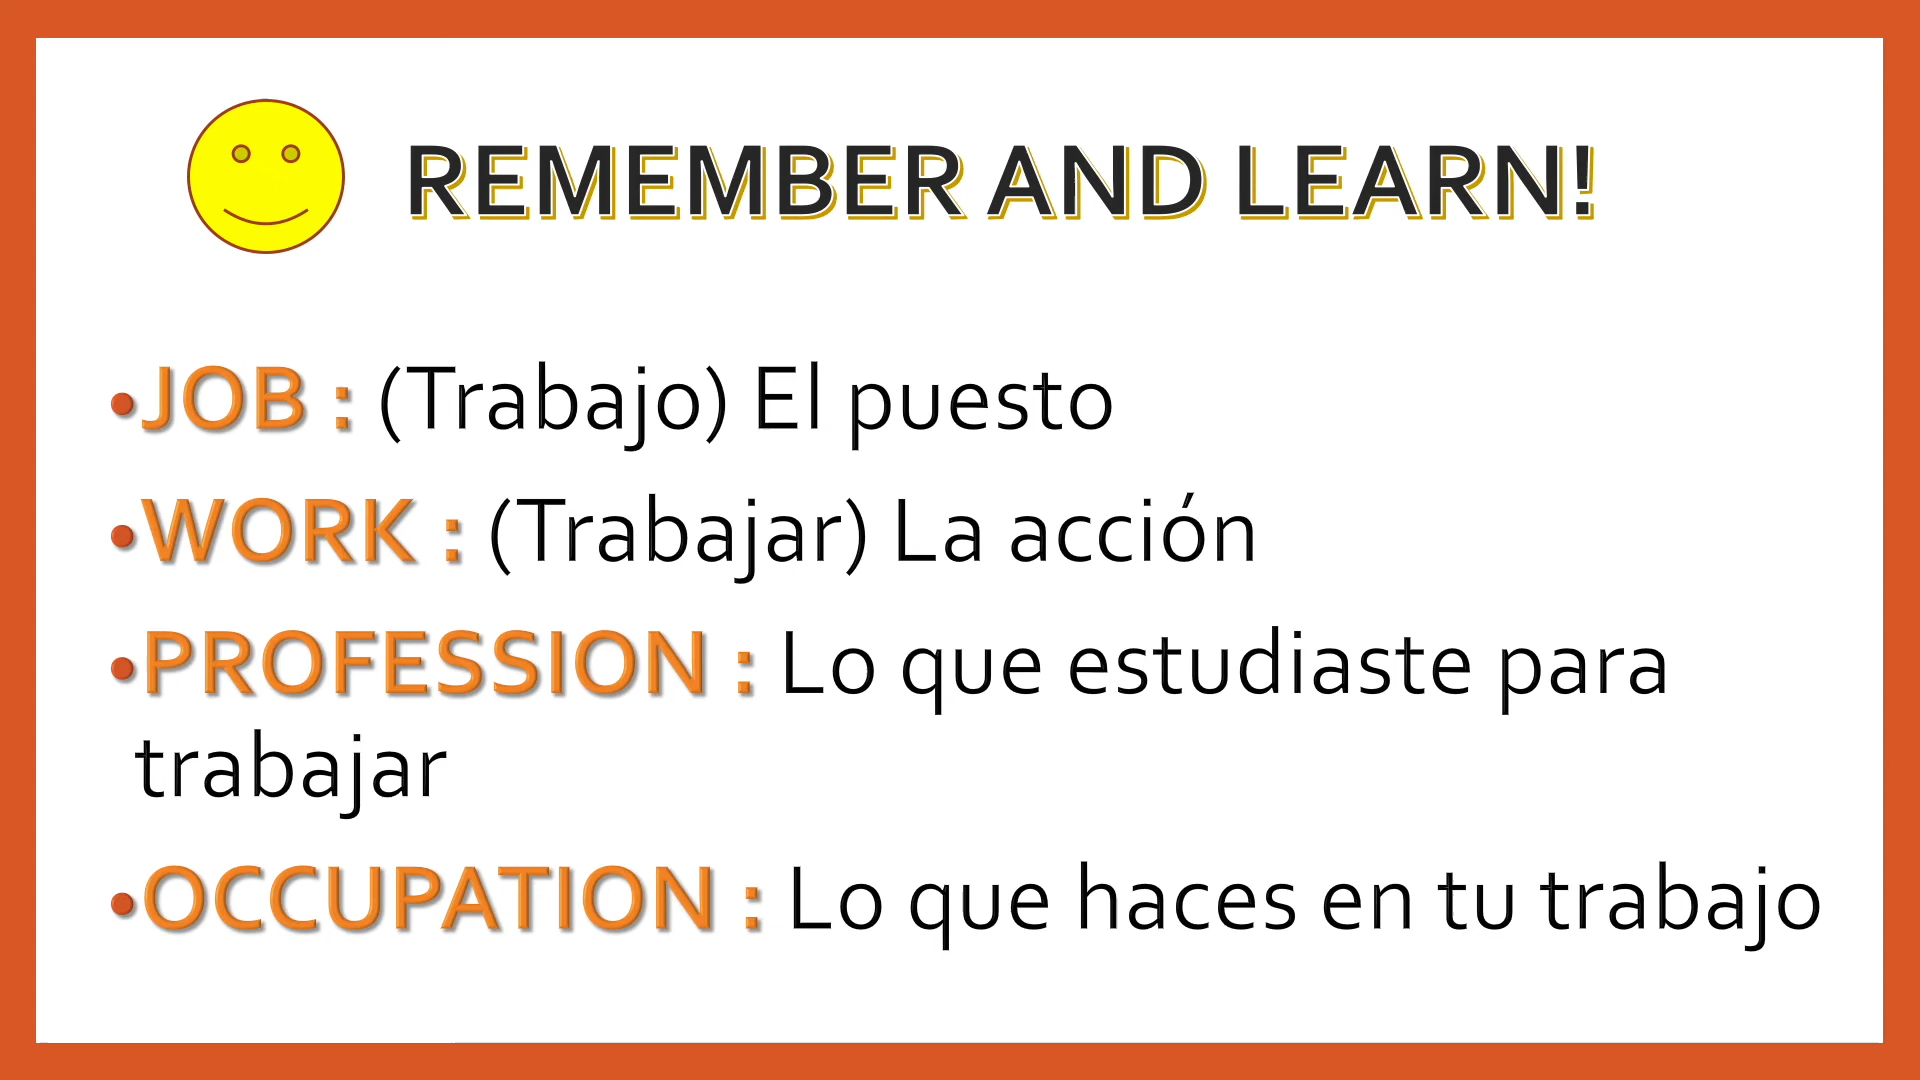 REMEMBER AND LEARN!
•JOB : (Trabajo) El puesto
•WORK : (Trabajar) La acción
•PROFESSION : Lo que estudiaste para
trabajar
•OCCUPATION : Lo que haces en tu trabajo